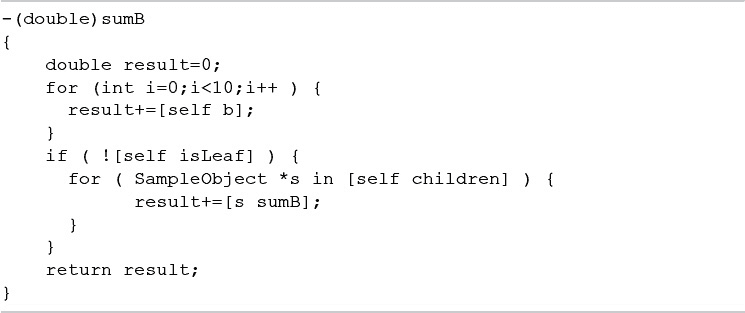 -(double)sumB
{
    double result=0;
    for (int i=0;i<10;i++ ) {
      result+=[self b];
    }
    if ( ![self isLeaf] ) {
      for ( SampleObject *s in [self children] ) {
            result+=[s sumB];
      }
    }
    return result;
}